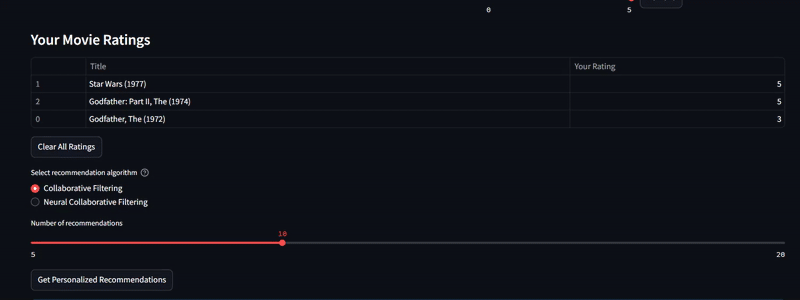 0 5
Your Movie Ratings
Title Your Rating
1 Star Wars (1977) 5
2 Godfather: Part II, The (1974) 5
0 Godfather, The (1972) 3
Clear All Ratings
Select recommendation algorithm ?
Collaborative Filtering
Neural Collaborative Filtering
Number of recommendations
10
5 20
Get Personalized Recommendations